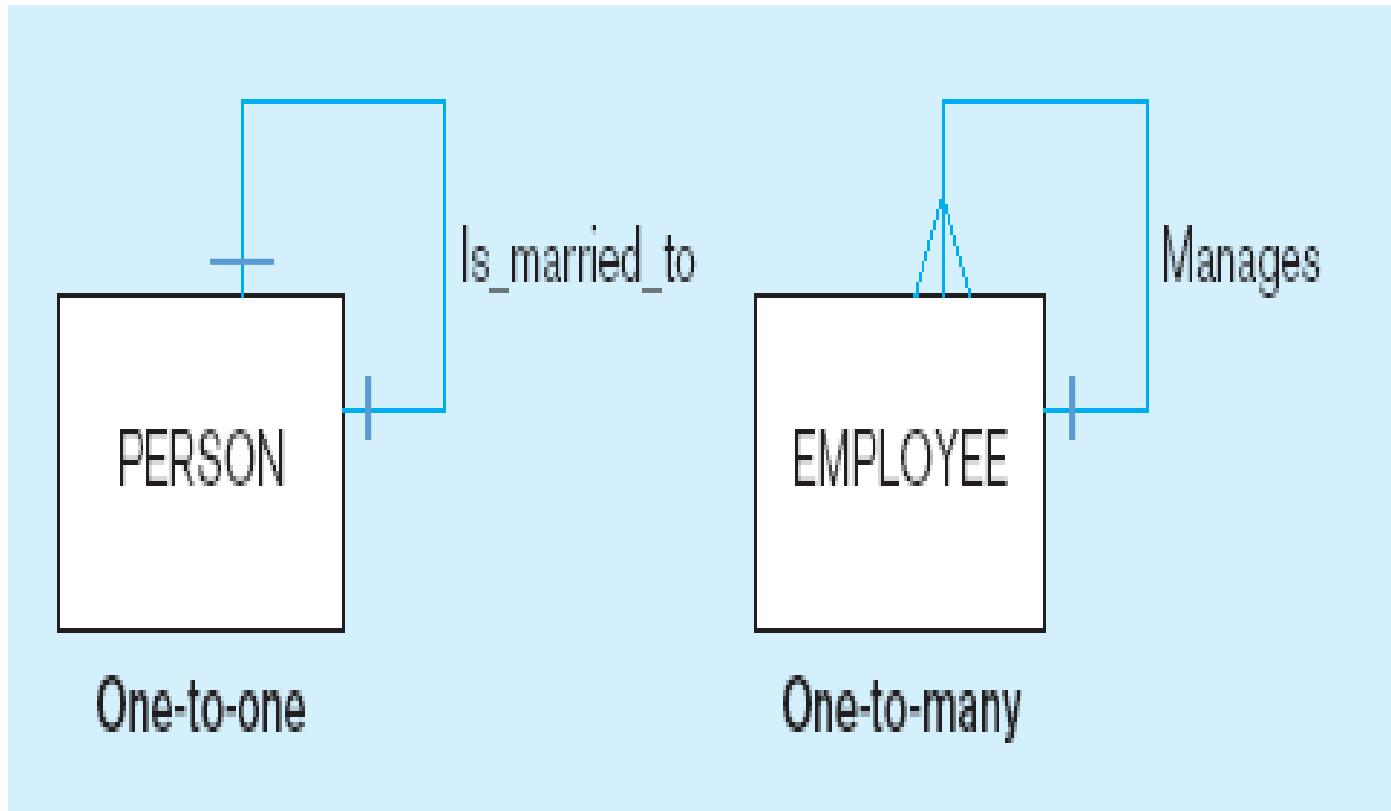 Is_married_to
PERSON
One-to-one
Manages
EMPLOYEE
One-to-many